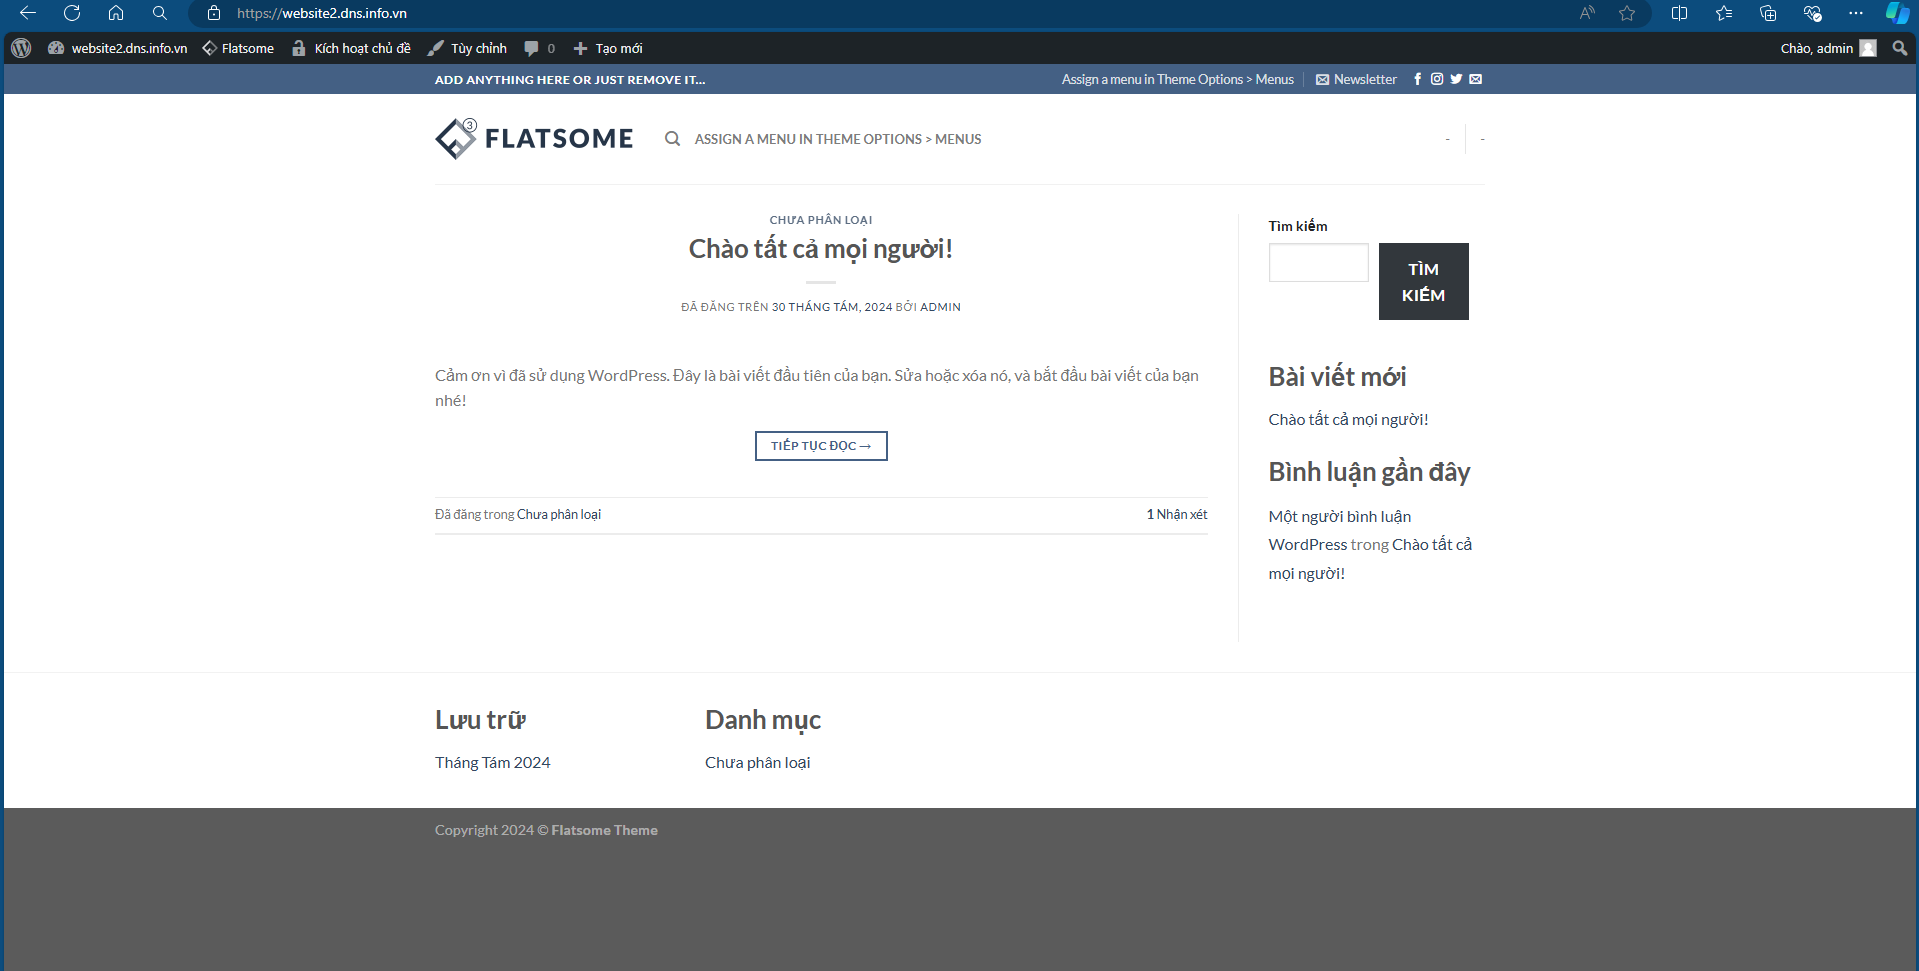 https://website2.dns.info.vn
website2.dns.info.vn Flatsome Kích hoạt chủ đề Tùy chỉnh 0 Tạo mới Chào, admin
ADD ANYTHING HERE OR JUST REMOVE IT... Assign a menu in Theme Options > Menus Newsletter
3 FLATSOME ASSIGN A MENU IN THEME OPTIONS > MENUS - -
CHƯA PHÂN LOẠI
Chào tất cả mọi người!
ĐÃ ĐĂNG TRÊN 30 THÁNG TÁM, 2024 BỞI ADMIN
Cảm ơn vì đã sử dụng WordPress. Đây là bài viết đầu tiên của bạn. Sửa hoặc xóa nó, và bắt đầu bài viết của bạn
nhé!
TIẾP TỤC ĐỌC →
Đã đăng trong Chưa phân loại 1 Nhận xét
Tìm kiếm
TÌM
KIẾM
Bài viết mới
Chào tất cả mọi người!
Bình luận gần đây
Một người bình luận
WordPress trong Chào tất cả
mọi người!
Lưu trữ
Tháng Tám 2024
Danh mục
Chưa phân loại
Copyright 2024 © Flatsome Theme